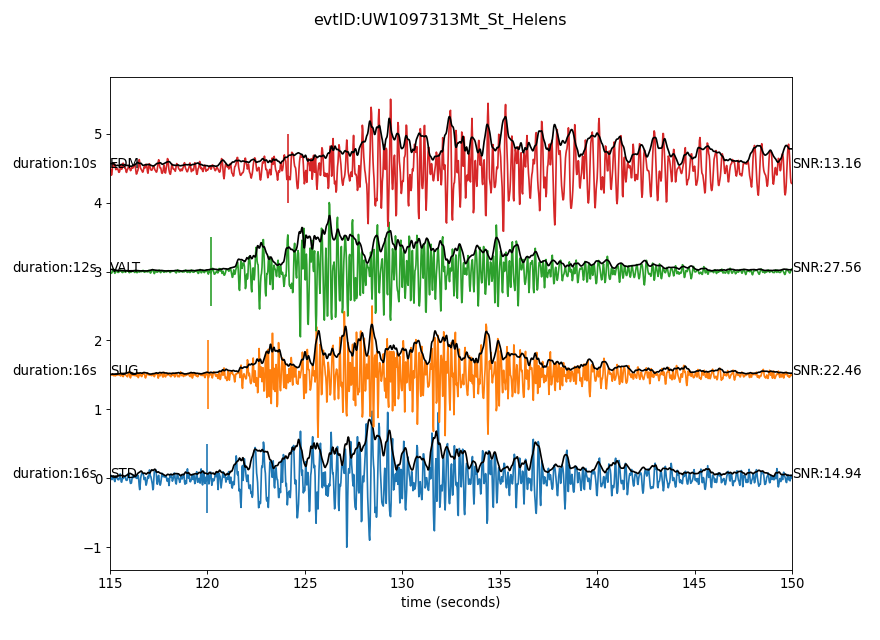 evtID:UW1097313Mt_St_Helens
5
duration:10s EDM SNR:13.16
4
duration:12s VALT SNR:27.56
3
2
duration:16s SUG SNR:22.46
1
duration:16s STD SNR:14.94
0
−1
115 120 125 130 135 140 145 150
time (seconds)